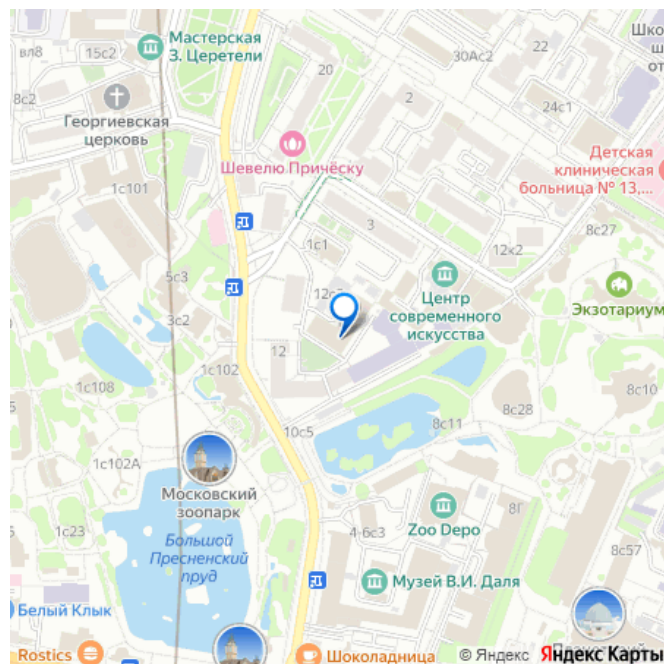 вл8
15с2
Мастерская
З. Церетели
30Ас2
22
Шко
ш
от
20
8с2
2
24с1
Георгиевская
церковь
Шевелю Причёску
Детская
клиническая
больница № 13,...
1с101
3
8с27
1с1
12к2
5с3
12с
Центр
современного
искусства
Экзотариум
3с2
12
1с102
1с108
8с10
8с28
8с11
10с5
1с102А
Московский
зоопарк
8Г
1с23
4-6с3
Zoo Depo
Большой
Пресненский
пруд
8с57
Музей В.И. Даля
Белый Клык
Rostics
Шоколадница
© Яндекс
Яндекс Карты